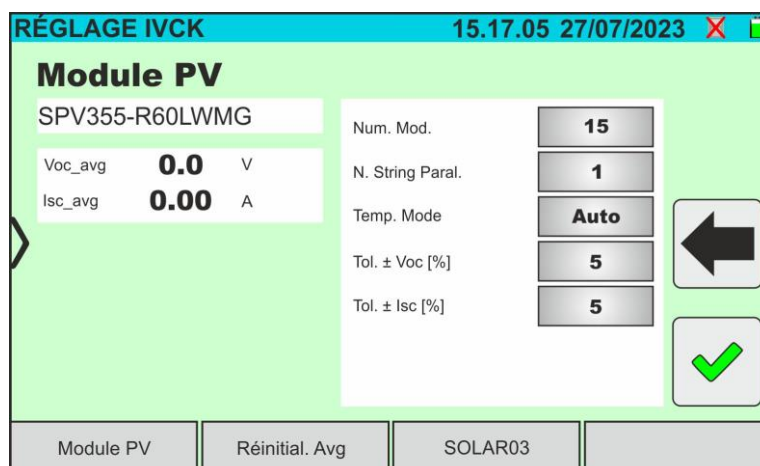 RÉGLAGE IVCK 15.17.05 27/07/2023
Module PV
SPV355-R60LWMG
Voc_avg 0.0 V
Isc_avg 0.00 A
Num. Mod. 15
N. String Paral. 1
Temp. Mode Auto
Tol. ± Voc [%] 5
Tol. ± Isc [%] 5
Module PV Réinitial. Avg SOLAR03